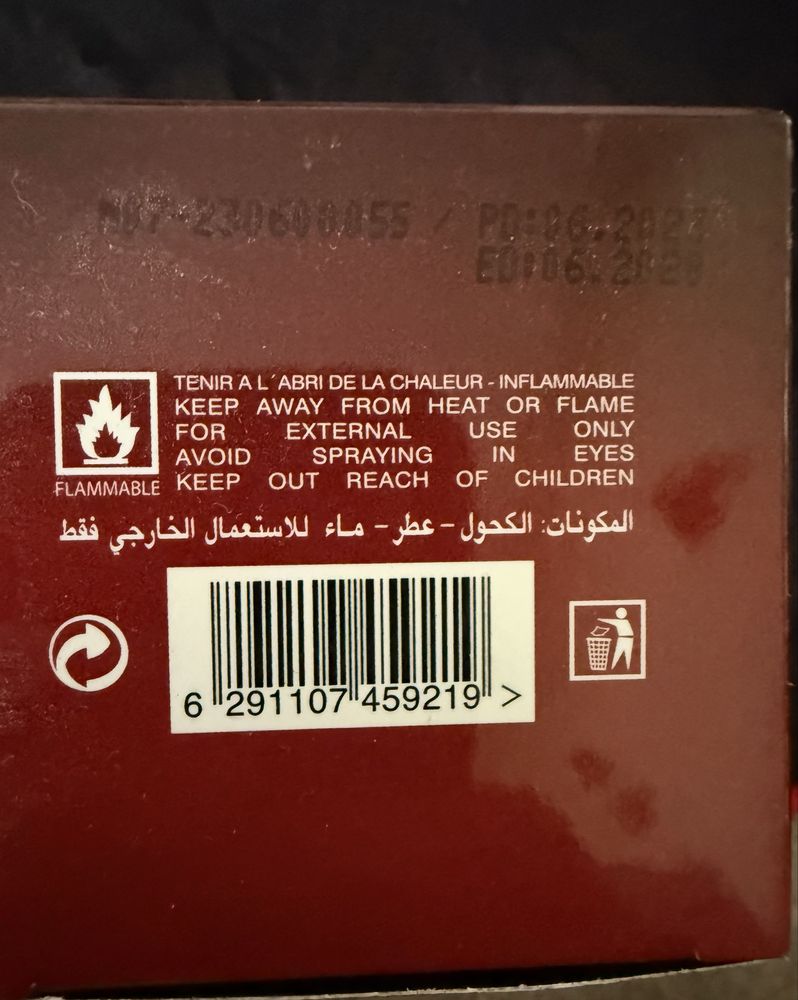 230608055 / PD:06.2023
ED:06.2028
TENIR A L´ABRI DE LA CHALEUR - INFLAMMABLE
KEEP AWAY FROM HEAT OR FLAME
FOR EXTERNAL USE ONLY
AVOID SPRAYING IN EYES
KEEP OUT REACH OF CHILDREN
FLAMMABLE
المكونات: الكحول - عطر - ماء للاستعمال الخارجي فقط
6 291107 459219 >